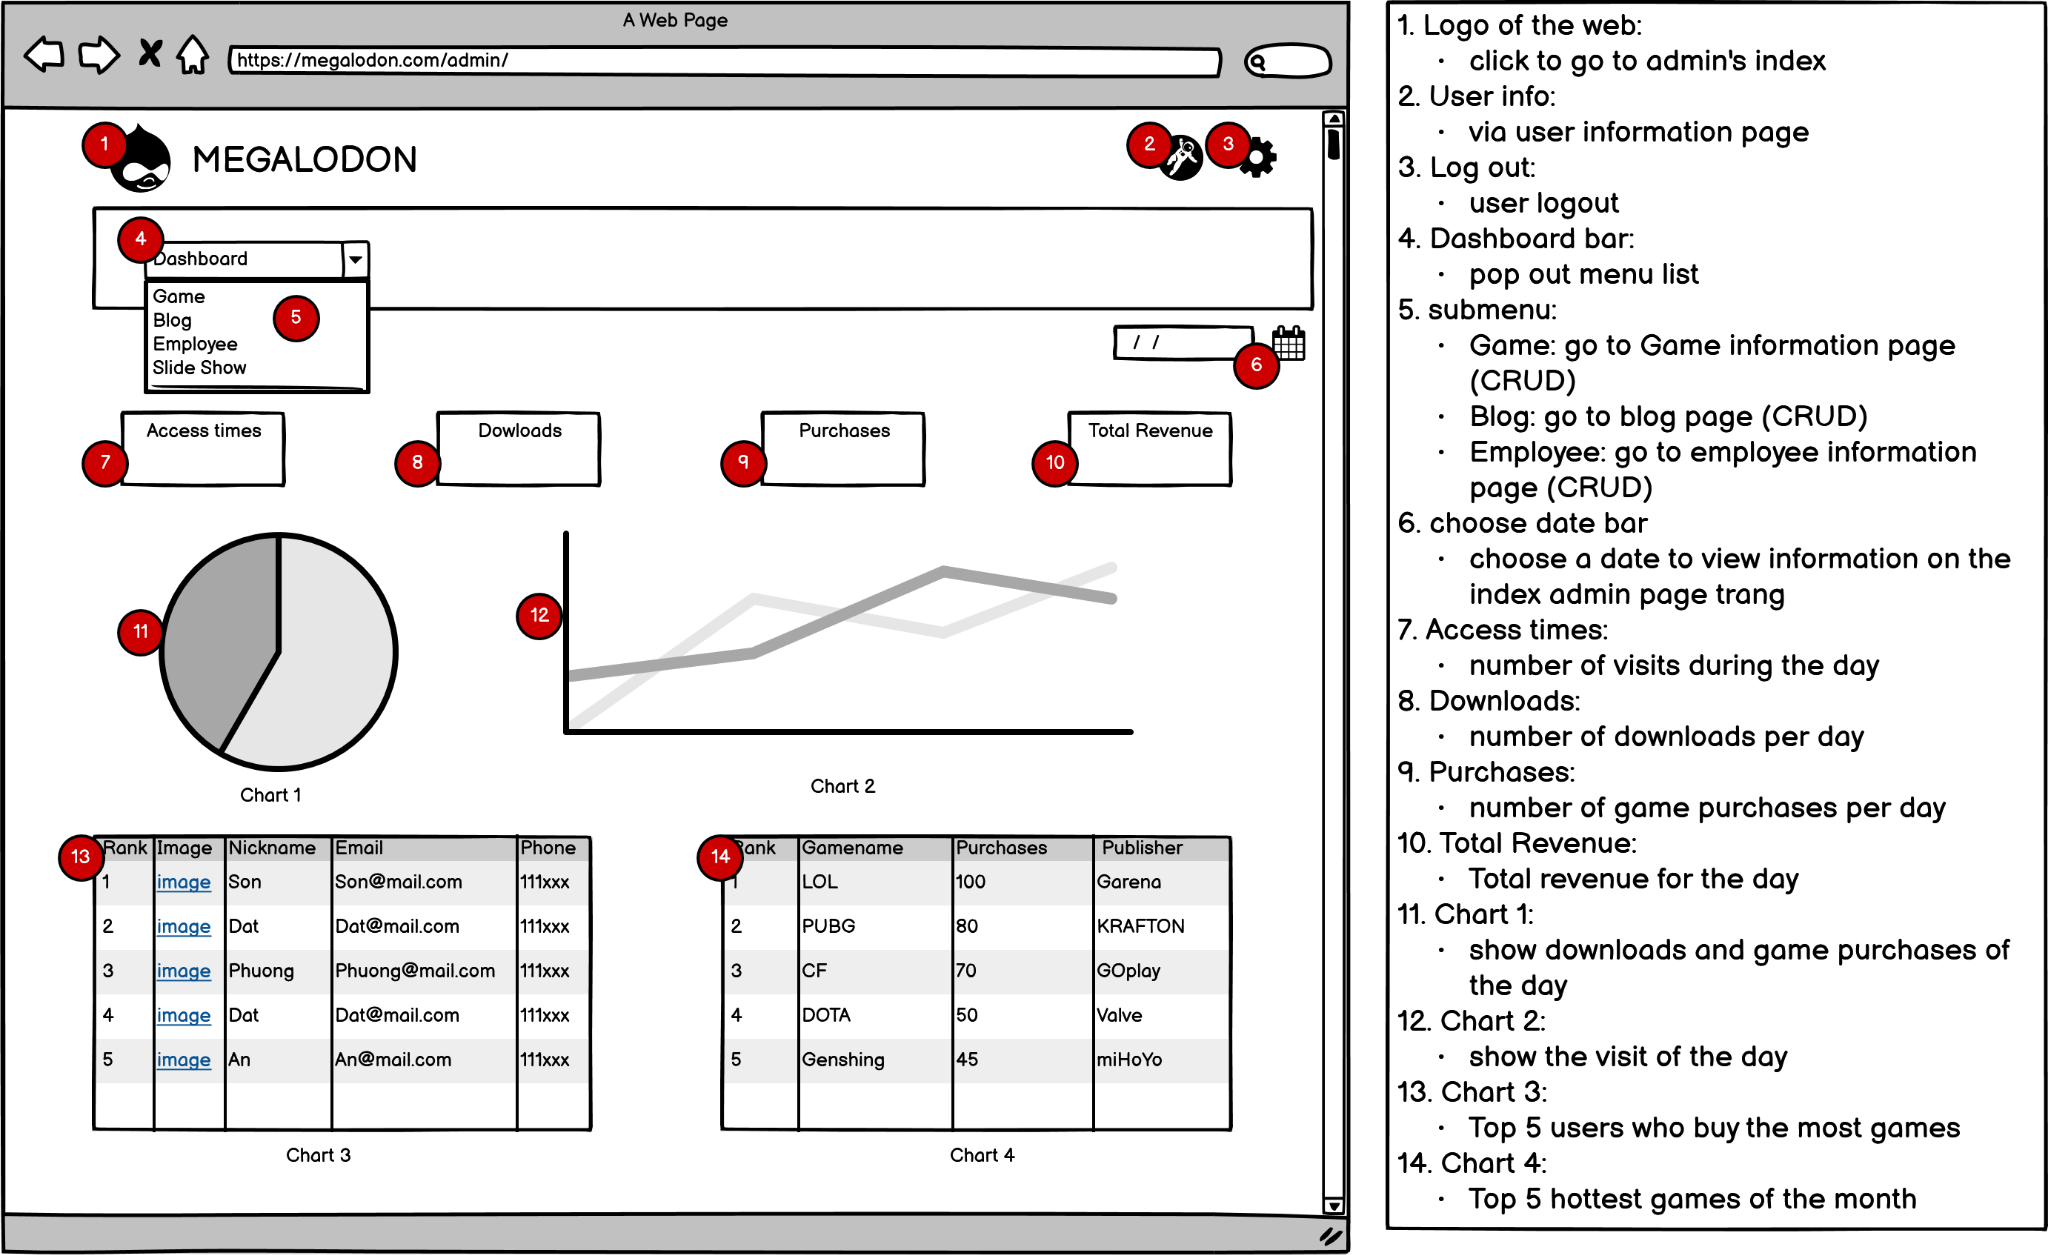 A Web Page
https://megalodon.com/admin/
1
MEGALODON
2
3
4
Dashboard
Game
Blog
Employee
Slide Show
5
/ /
6
Access times
7
Dowloads
8
Purchases
9
Total Revenue
10
11
Chart 1
12
Chart 2
13
Rank Image Nickname Email Phone
1 image Son Son@mail.com 111xxx
2 image Dat Dat@mail.com 111xxx
3 image Phuong Phuong@mail.com 111xxx
4 image Dat Dat@mail.com 111xxx
5 image An An@mail.com 111xxx
Chart 3
14
Rank Gamename Purchases Publisher
1 LOL 100 Garena
2 PUBG 80 KRAFTON
3 CF 70 GOplay
4 DOTA 50 Valve
5 Genshing 45 miHoYo
Chart 4
1. Logo of the web:
· click to go to admin's index
2. User info:
· via user information page
3. Log out:
· user logout
4. Dashboard bar:
· pop out menu list
5. submenu:
· Game: go to Game information page
(CRUD)
· Blog: go to blog page (CRUD)
· Employee: go to employee information
page (CRUD)
6. choose date bar
· choose a date to view information on the
index admin page trang
7. Access times:
· number of visits during the day
8. Downloads:
· number of downloads per day
9. Purchases:
· number of game purchases per day
10. Total Revenue:
· Total revenue for the day
11. Chart 1:
· show downloads and game purchases of
the day
12. Chart 2:
· show the visit of the day
13. Chart 3:
· Top 5 users who buy the most games
14. Chart 4:
· Top 5 hottest games of the month